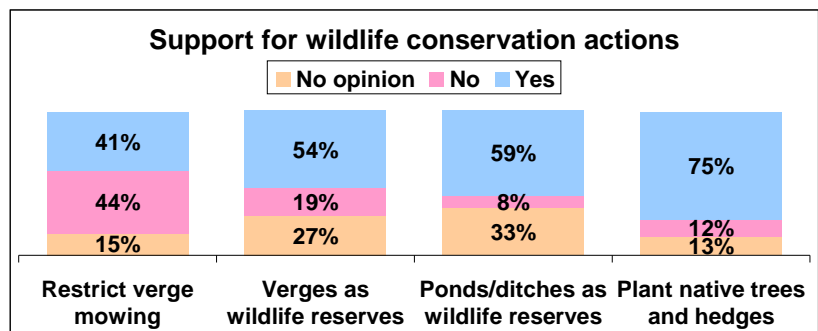 Support for wildlife conservation actions
No opinion No Yes
41% 54% 59% 75%
44% 19% 8% 12%
15% 27% 33% 13%
Restrict verge mowing
Verges as wildlife reserves
Ponds/ditches as wildlife reserves
Plant native trees and hedges